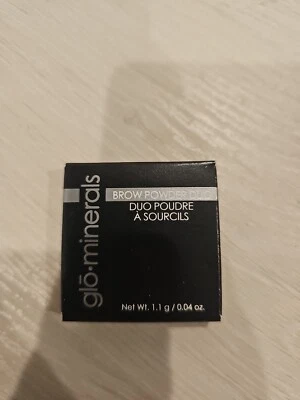 glō·minerals
BROW POWDER DUO
DUO POUDRE
À SOURCILS
Net Wt. 1.1 g / 0.04 oz.